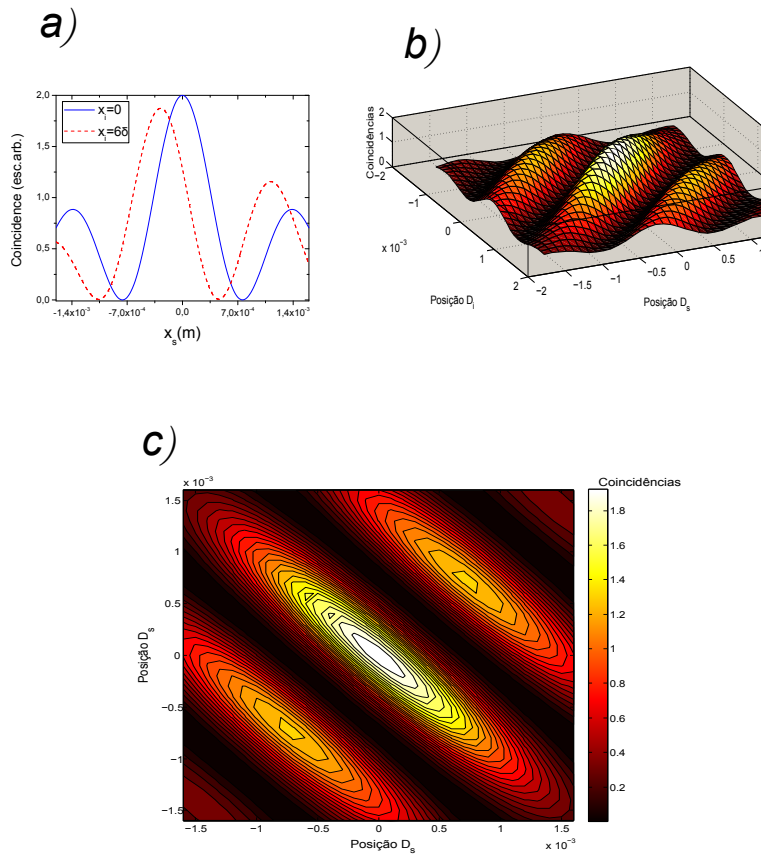 a)
2,0
1,5
1,0
0,5
0,0
Coincidence (esc.arb.)
x_i=0
x_i=6δ
-1,4x10⁻³ -7,0x10⁻⁴ 0,0 7,0x10⁻⁴ 1,4x10⁻³
x_s(m)
b)
Coincidências
2
1
0
−2
−1
0
1
2
x 10⁻³
Posição D_i
−2 −1.5 −1 −0.5 0 0.5 1
Posição D_s
c)
x 10⁻³
1.5
1
0.5
0
−0.5
−1
−1.5
Posição D_s
−1.5 −1 −0.5 0 0.5 1 1.5
x 10⁻³
Posição D_s
Coincidências
1.8
1.6
1.4
1.2
1
0.8
0.6
0.4
0.2